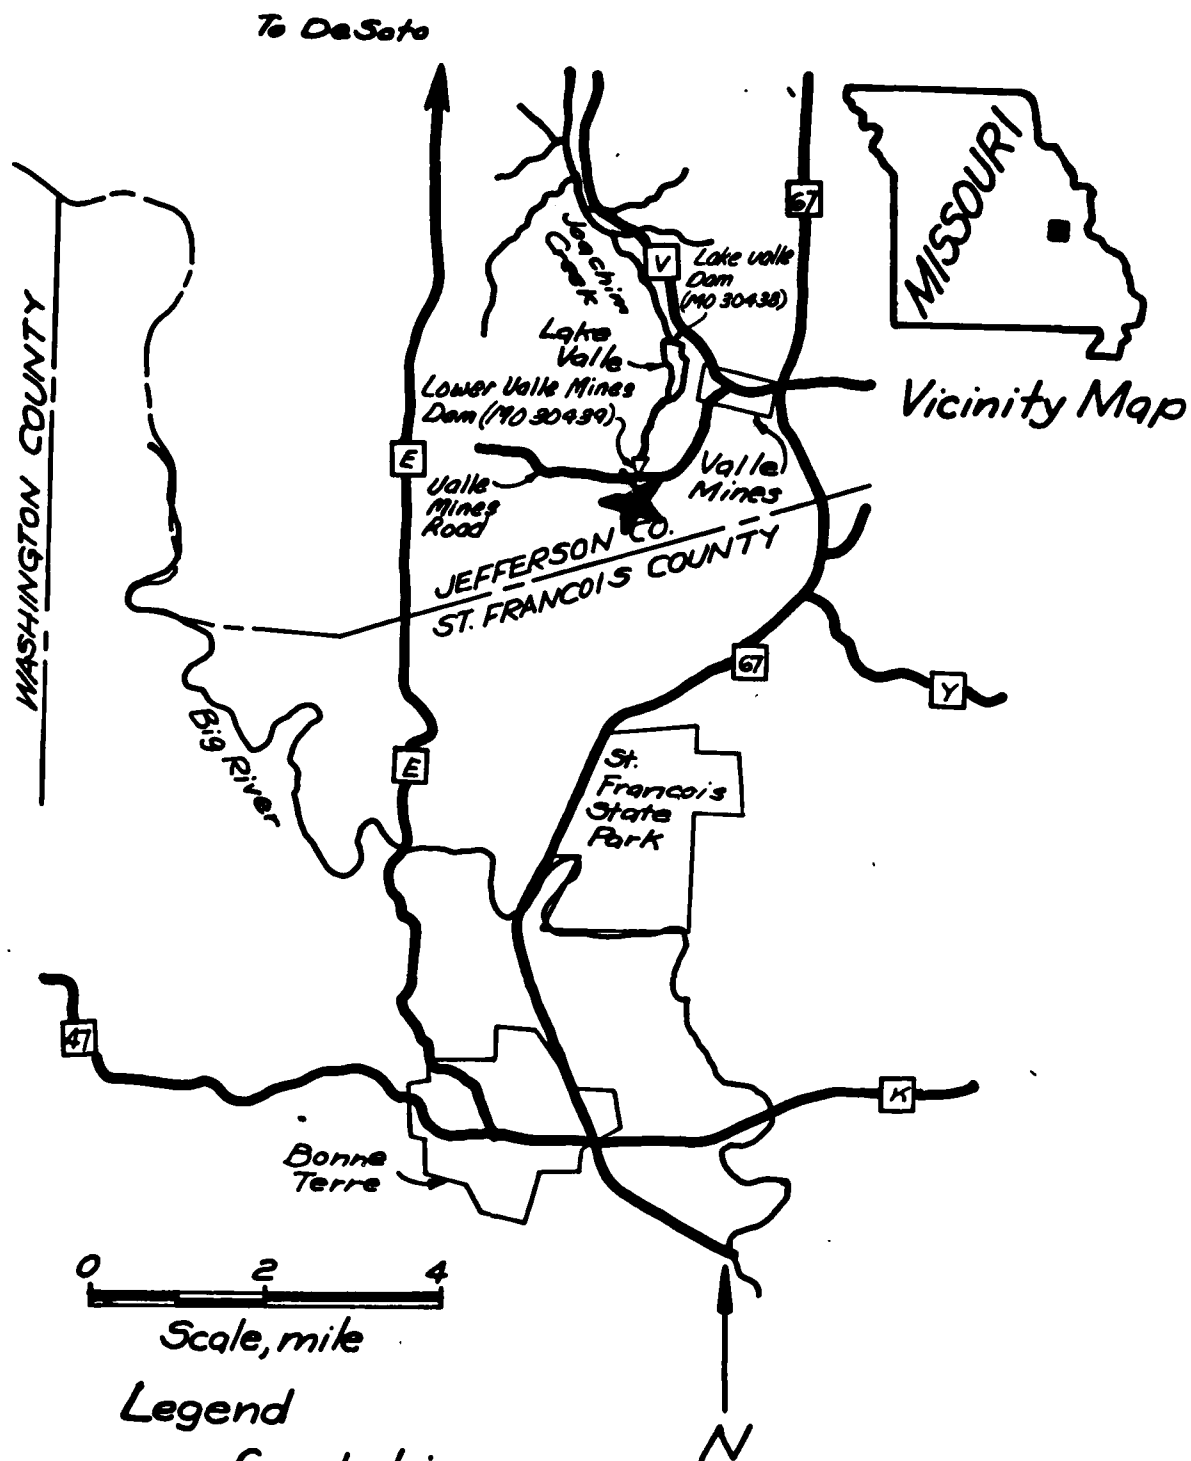 To DeSoto
67
MISSOURI
Joachim
Creek
V
Lake Valle
Dam
(MO 30438)
Lake
Valle
Vicinity Map
Lower Valle Mines
Dam (MO 30439)
WASHINGTON COUNTY
E
Valle
Mines
Valle
Mines
Road
JEFFERSON CO.
ST. FRANCOIS COUNTY
67
Y
Big River
E
St.
Francois
State
Park
47
K
Bonne
Terre
0 2 4
Scale, mile
Legend
N